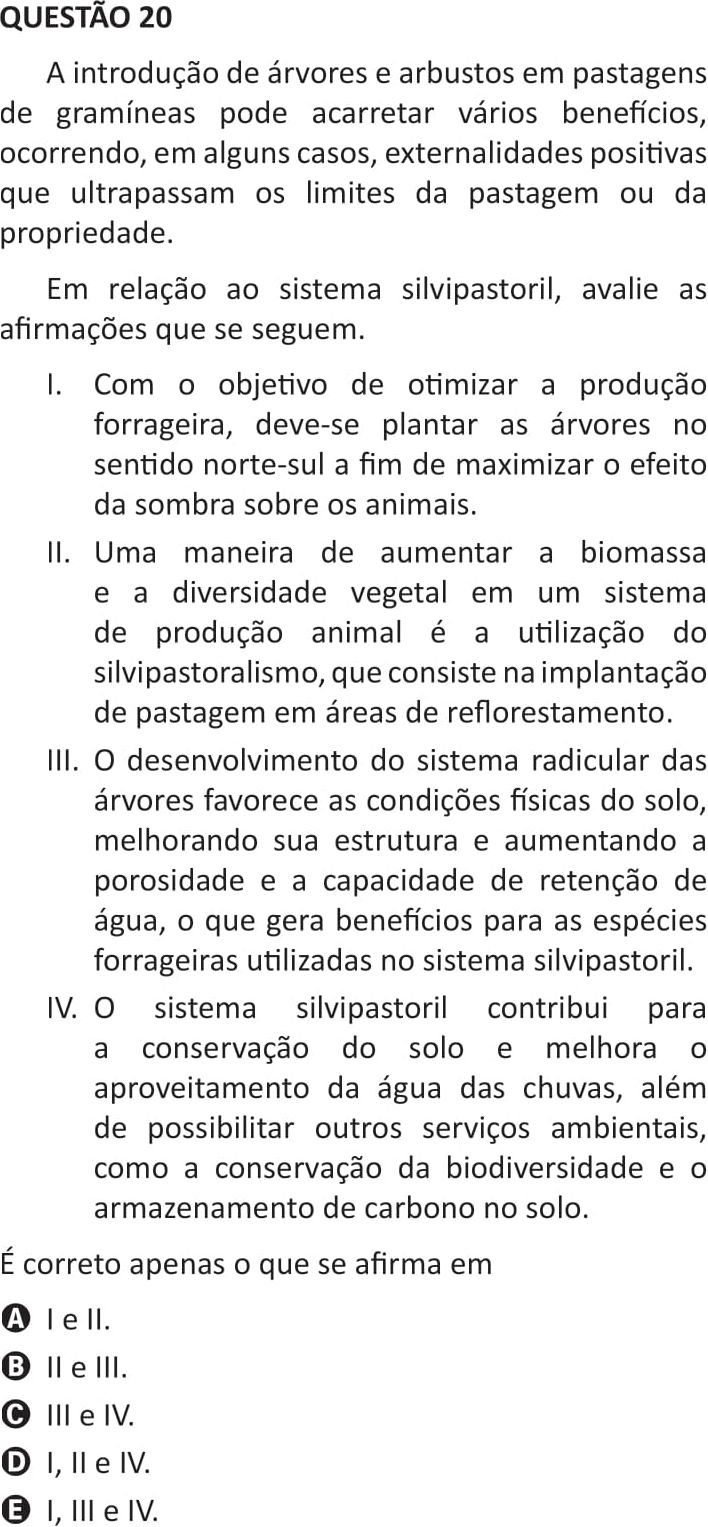 QUESTÃO 20
A introdução de árvores e arbustos em pastagens
de gramíneas pode acarretar vários benefícios,
ocorrendo, em alguns casos, externalidades positivas
que ultrapassam os limites da pastagem ou da
propriedade.
Em relação ao sistema silvipastoril, avalie as
afirmações que se seguem.
I. Com o objetivo de otimizar a produção
forrageira, deve-se plantar as árvores no
sentido norte-sul a fim de maximizar o efeito
da sombra sobre os animais.
II. Uma maneira de aumentar a biomassa
e a diversidade vegetal em um sistema
de produção animal é a utilização do
silvipastoralismo, que consiste na implantação
de pastagem em áreas de reflorestamento.
III. O desenvolvimento do sistema radicular das
árvores favorece as condições físicas do solo,
melhorando sua estrutura e aumentando a
porosidade e a capacidade de retenção de
água, o que gera benefícios para as espécies
forrageiras utilizadas no sistema silvipastoril.
IV. O sistema silvipastoril contribui para
a conservação do solo e melhora o
aproveitamento da água das chuvas, além
de possibilitar outros serviços ambientais,
como a conservação da biodiversidade e o
armazenamento de carbono no solo.
É correto apenas o que se afirma em
A I e II.
B II e III.
C III e IV.
D I, II e IV.
E I, III e IV.